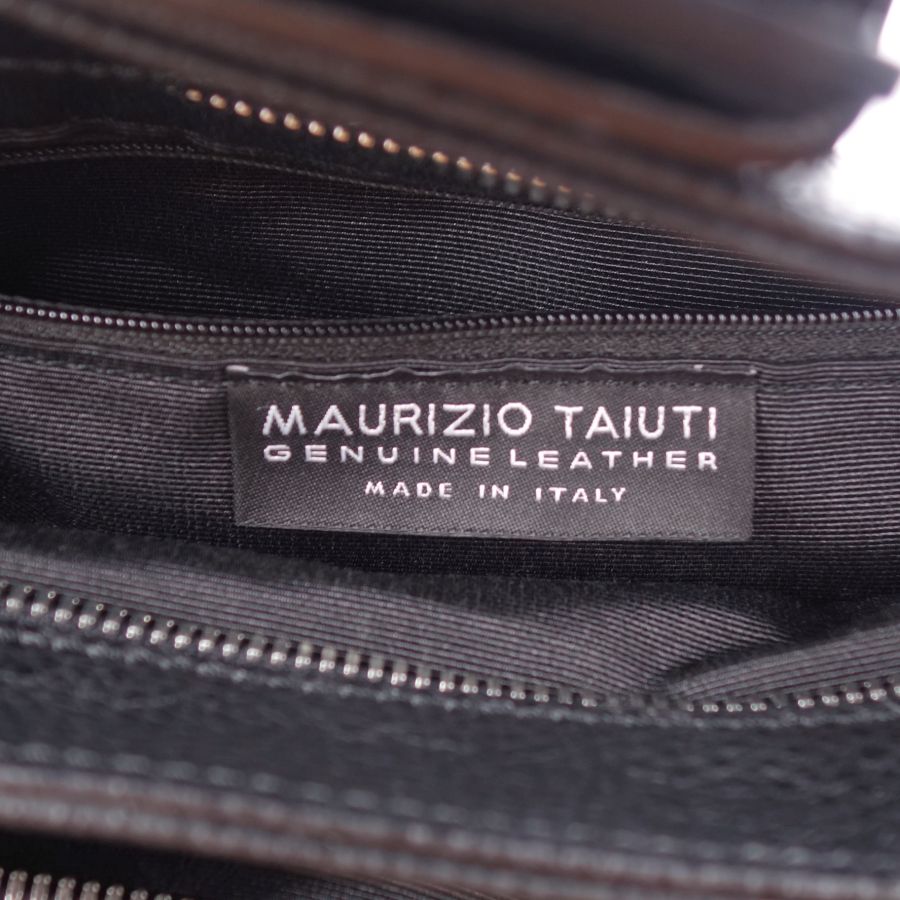 MAURIZIO TAIUTI
GENUINE LEATHER
MADE IN ITALY